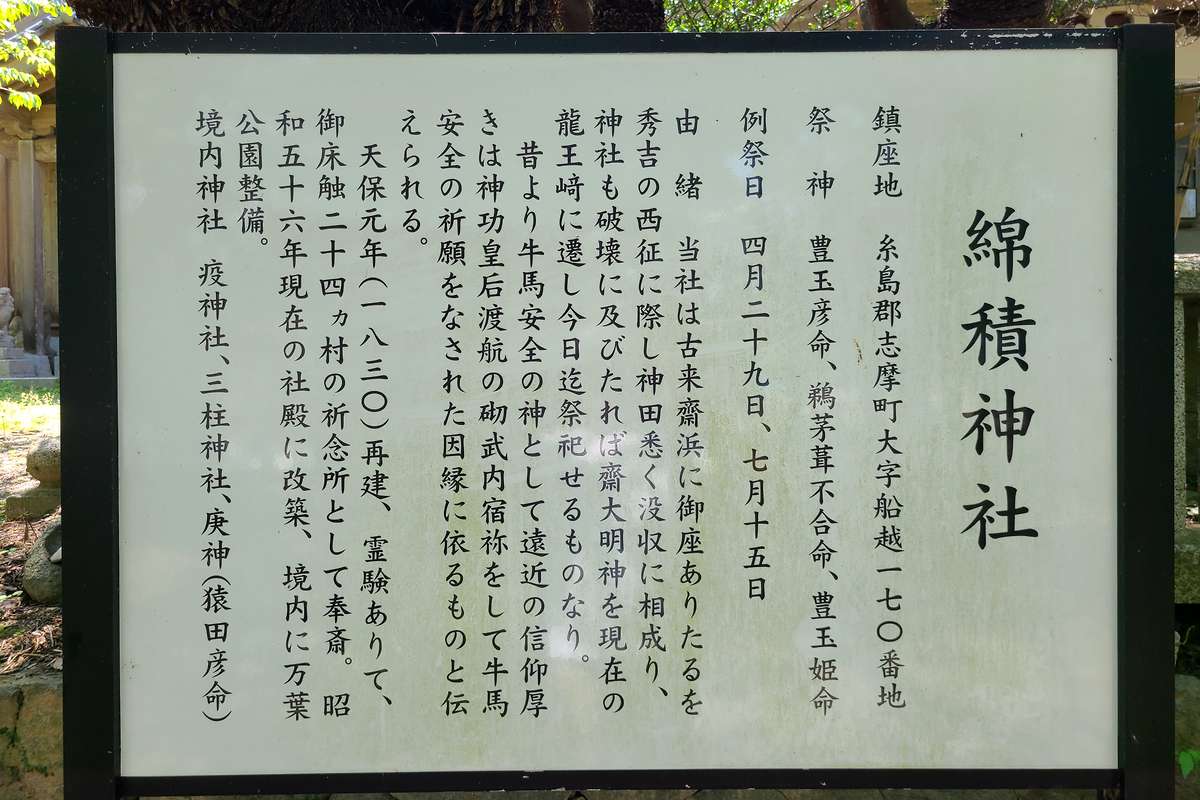 綿積神社
鎮座地　糸島郡志摩町大字船越一七〇番地
祭　神　豊玉彦命、鵜茅葺不合命、豊玉姫命
例祭日　四月二十九日、七月十五日
由　緒　当社は古来齋浜に御座ありたるを
秀吉の西征に際し神田悉く没収に相成り、
神社も破壊に及びたれば齋大明神を現在の
龍王﨑に遷し今日迄祭祀せるものなり。
昔より牛馬安全の神として遠近の信仰厚
きは神功皇后渡航の砌武内宿祢をして牛馬
安全の祈願をなされた因縁に依るものと伝
えられる。
天保元年(一八三〇)再建、霊験ありて、
御床触二十四ヵ村の祈念所として奉斎。昭
和五十六年現在の社殿に改築、境内に万葉
公園整備。
境内神社　疫神社、三柱神社、庚神(猿田彦命)